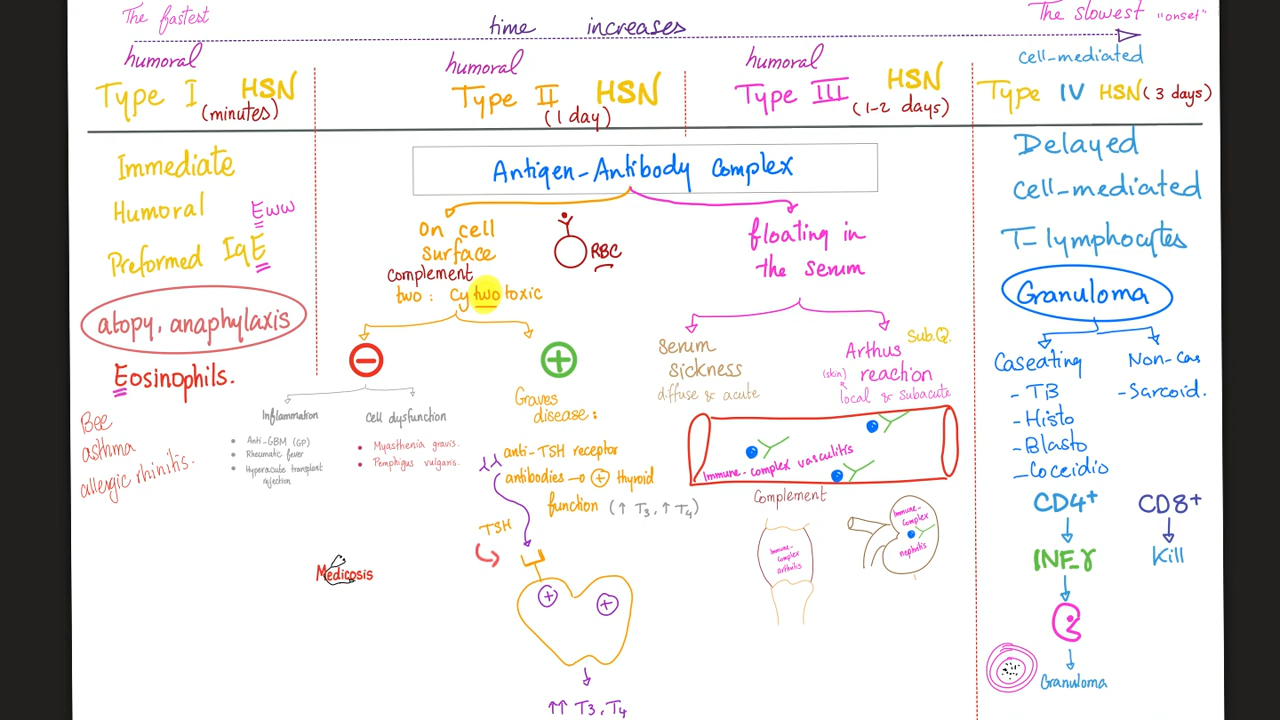 The fastest
time increases
The slowest "onset"
humoral
Type I HSN
(minutes)
humoral
Type II HSN
(1 day)
humoral
Type III HSN
(1-2 days)
cell-mediated
Type IV HSN (3 days)
Immediate
Humoral
Eww
Preformed IgE
atopy, anaphylaxis
Eosinophils.
Bee
asthma
allergic rhinitis.
Antigen-Antibody Complex
On cell
surface
complement
two: cytwotoxic
RBC
Inflammation
Anti-GBM (GP)
Rheumatic fever
Hyperacute transplant
rejection
Cell dysfunction
Myasthenia gravis.
Pemphigus vulgaris.
Graves
disease:
anti-TSH receptor
antibodies → + thyroid
function (↑ T3, ↑ T4)
TSH
↑↑ T3, T4
Medicosis
floating in
the serum
serum
sickness
diffuse & acute
Sub.Q.
Arthus
(skin) reaction
local & subacute
Immune-complex vasculitis
Complement
Immune-
complex
arthritis
Immune-
complex
nephritis
Delayed
cell-mediated
T-lymphocytes
Granuloma
Caseating
- TB
- Histo
- Blasto
- Coccidio
Non-cas
- Sarcoid.
CD4+
INF-γ
Granuloma
CD8+
Kill